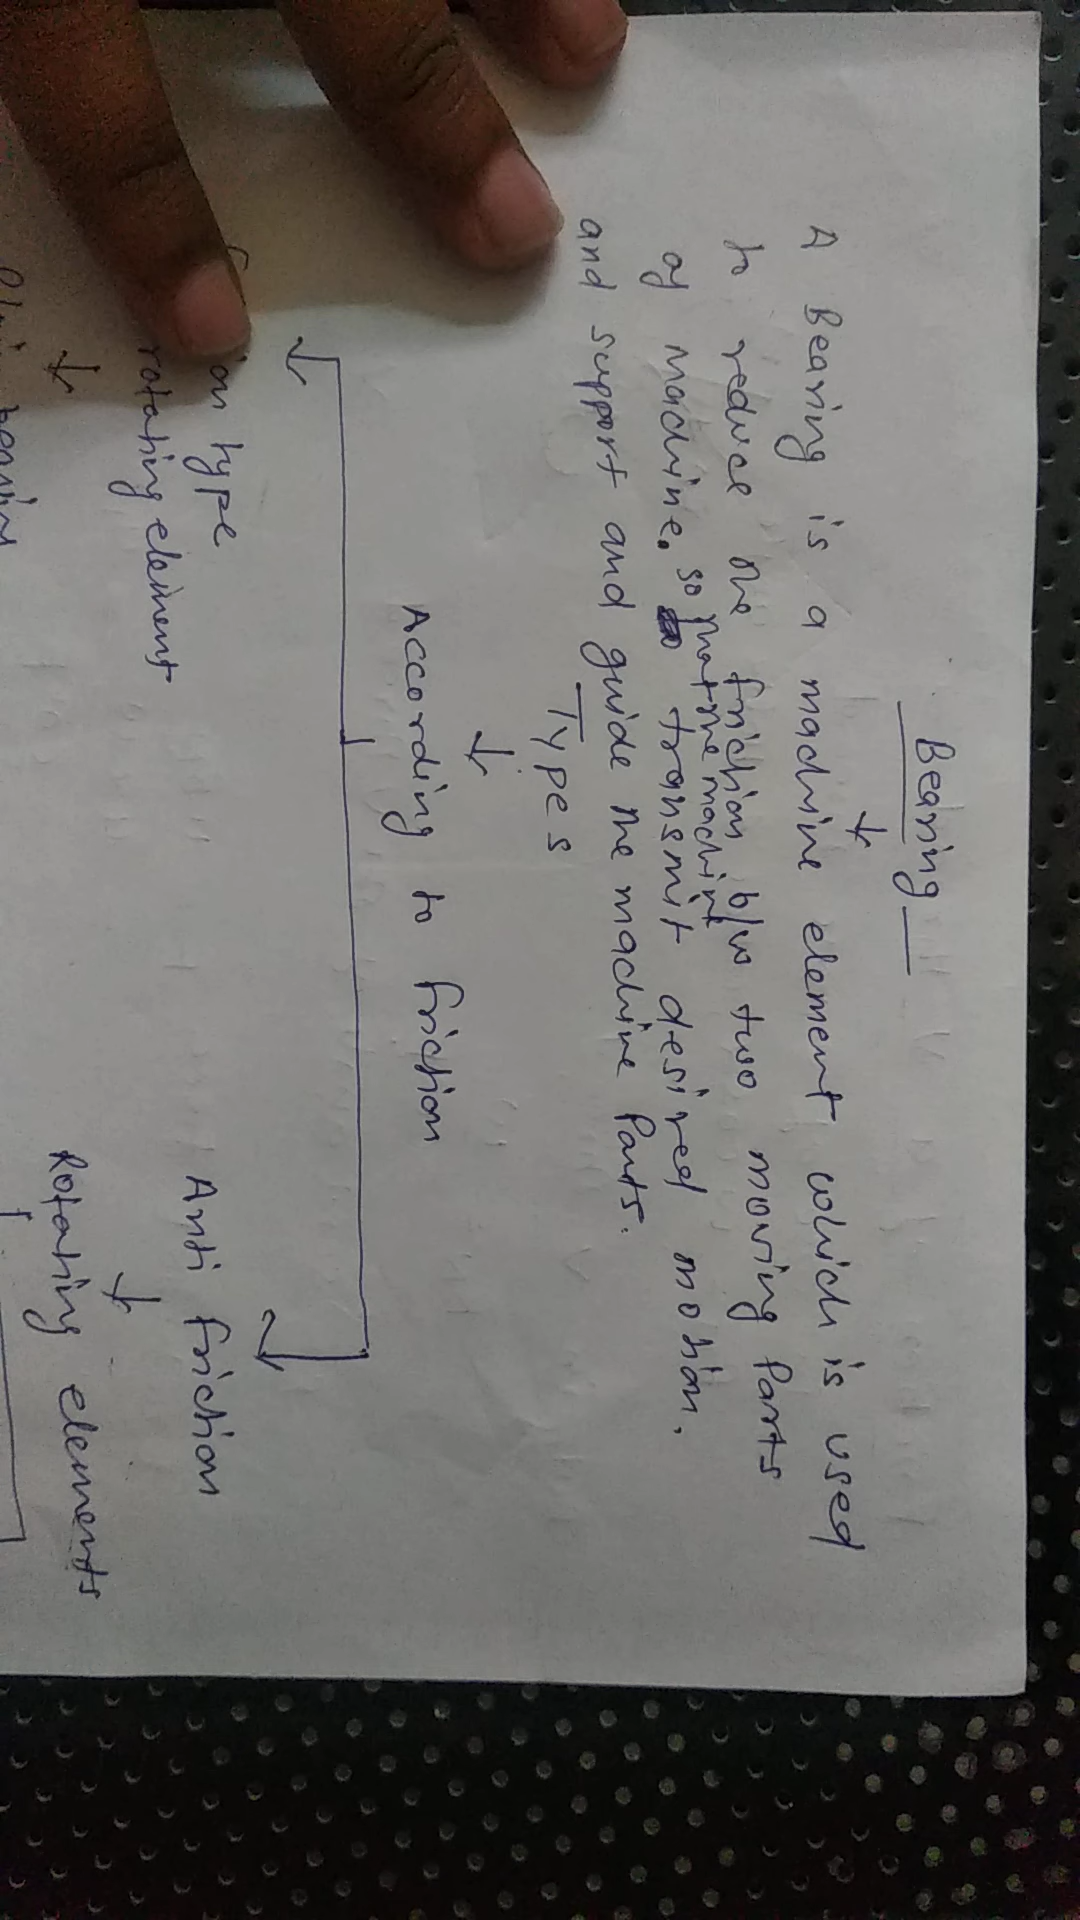 Bearing
A Bearing is a machine element which is used
to reduce the friction b/w two moving Parts
of machine. so that the machine transmit desired motion.
and support and guide the machine Parts.
Types
According to friction
type
Anti friction
rotating element
Rotating elements